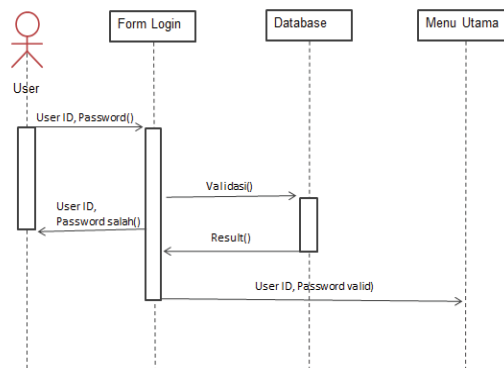 Form Login
Database
Menu Utama
User
User ID, Password()
Validasi()
User ID,
Password salah()
Result()
User ID, Password valid)